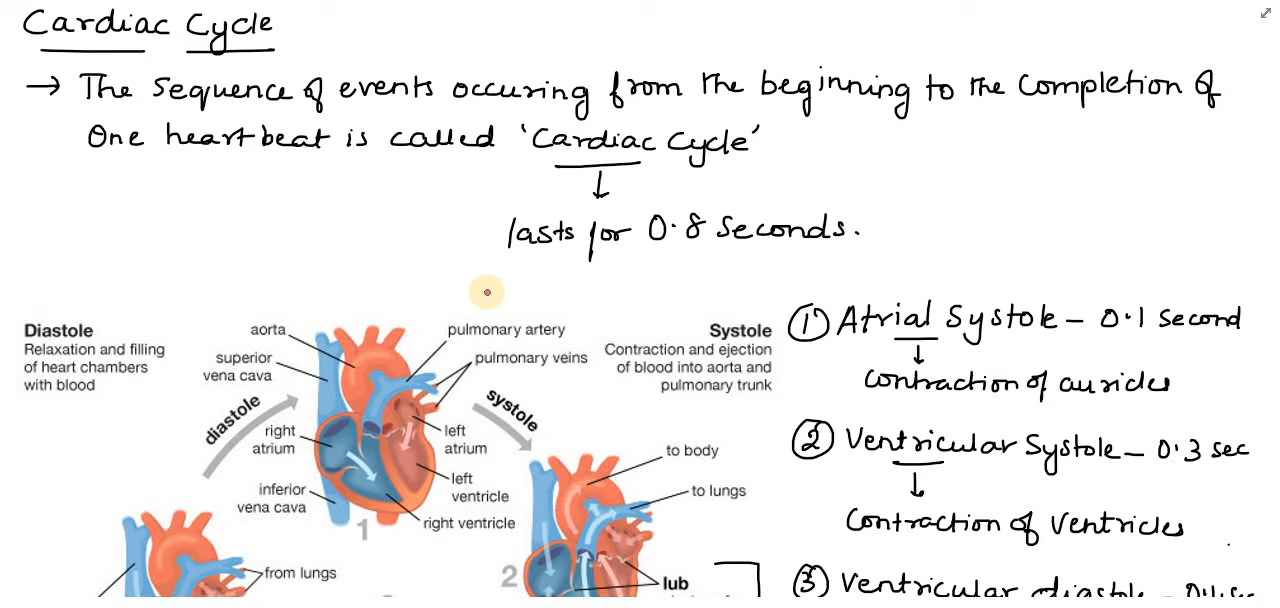 Cardiac Cycle
→ The sequence of events occuring from the beginning to the completion of
One heartbeat is called 'Cardiac Cycle'
↓
lasts for 0.8 seconds.
Diastole
Relaxation and filling
of heart chambers
with blood
diastole
aorta
superior
vena cava
right
atrium
inferior
vena cava
pulmonary artery
pulmonary veins
left
atrium
left
ventricle
right ventricle
1
systole
Systole
Contraction and ejection
of blood into aorta and
pulmonary trunk
to body
to lungs
2
lub
from lungs
① Atrial Systole – 0.1 second
↓
Contraction of auricles
② Ventricular Systole – 0.3 sec
↓
Contraction of Ventricles
③ Ventricular diastole –